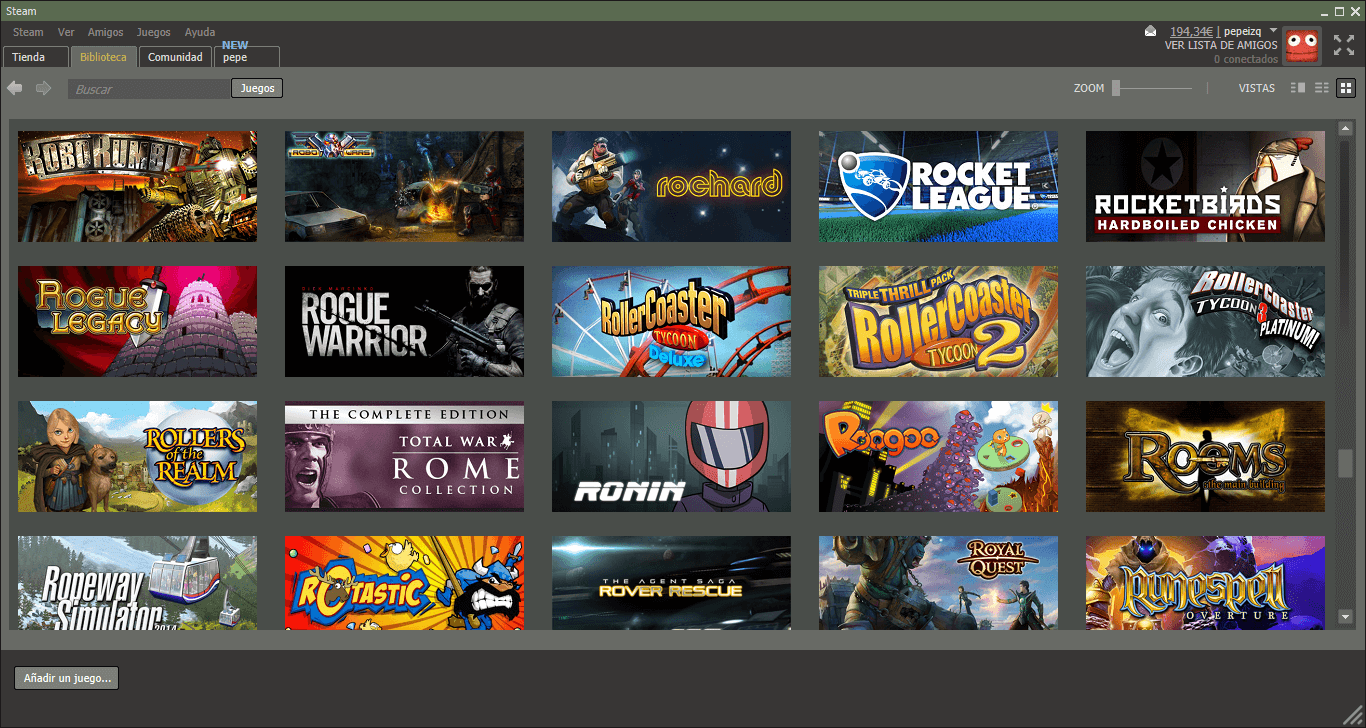 Steam
Steam Ver Amigos Juegos Ayuda
194,34€ | pepeizq
VER LISTA DE AMIGOS
0 conectados
Tienda Biblioteca Comunidad NEW pepe
Buscar Juegos ZOOM VISTAS
ROBORUMBLE
ROBO WARS
rochard
ROCKET LEAGUE
ROCKETBIRDS
HARDBOILED CHICKEN
ROGUE LEGACY
DICK MARCINKO
ROGUE WARRIOR
RollerCoaster TYCOON Deluxe
TRIPLE THRILL PACK
RollerCoaster TYCOON 2
RollerCoaster TYCOON 3 PLATINUM!
ROLLERS of the REALM
THE COMPLETE EDITION
TOTAL WAR
ROME
COLLECTION
RONIN
Roogoo
ROOMS
the main building
Ropeway Simulator 2014
ROTASTIC
THE AGENT SAGA
ROVER RESCUE
ROYAL QUEST
Runespell
OVERTURE
Añadir un juego...